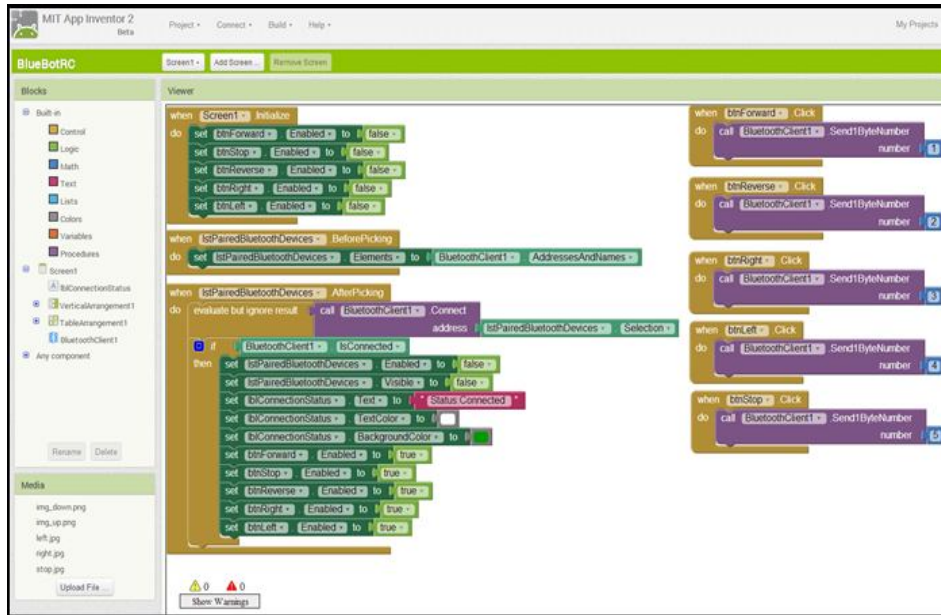 MIT App Inventor 2
Beta
Project Connect Build Help
My Projects
BlueBotRC
Screen1 Add Screen ... Remove Screen
Blocks
Built-in
Control
Logic
Math
Text
Lists
Colors
Variables
Procedures
Screen1
lblConnectionStatus
VerticalArrangement1
TableArrangement1
BluetoothClient1
Any component
Rename Delete
Media
img_down.png
img_up.png
left.jpg
right.jpg
stop.jpg
Upload File ...
Viewer
when Screen1 .Initialize
do set btnForward . Enabled to false
set btnStop . Enabled to false
set btnReverse . Enabled to false
set btnRight . Enabled to false
set btnLeft . Enabled to false
when lstPairedBluetoothDevices .BeforePicking
do set lstPairedBluetoothDevices . Elements to BluetoothClient1 . AddressesAndNames
when lstPairedBluetoothDevices .AfterPicking
do evaluate but ignore result call BluetoothClient1 .Connect
address lstPairedBluetoothDevices . Selection
if BluetoothClient1 . IsConnected
then set lstPairedBluetoothDevices . Enabled to false
set lstPairedBluetoothDevices . Visible to false
set lblConnectionStatus . Text to " Status:Connected "
set lblConnectionStatus . TextColor to
set lblConnectionStatus . BackgroundColor to
set btnForward . Enabled to true
set btnStop . Enabled to true
set btnReverse . Enabled to true
set btnRight . Enabled to true
set btnLeft . Enabled to true
0 0
Show Warnings
when btnForward .Click
do call BluetoothClient1 .Send1ByteNumber
number 1
when btnReverse .Click
do call BluetoothClient1 .Send1ByteNumber
number 2
when btnRight .Click
do call BluetoothClient1 .Send1ByteNumber
number 3
when btnLeft .Click
do call BluetoothClient1 .Send1ByteNumber
number 4
when btnStop .Click
do call BluetoothClient1 .Send1ByteNumber
number 5